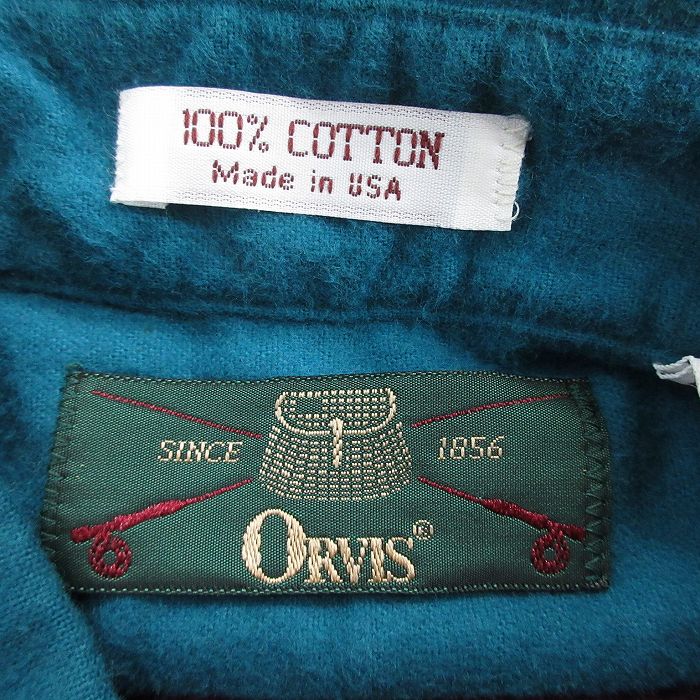 100% COTTON
Made in USA
SINCE 1856
ORVIS®